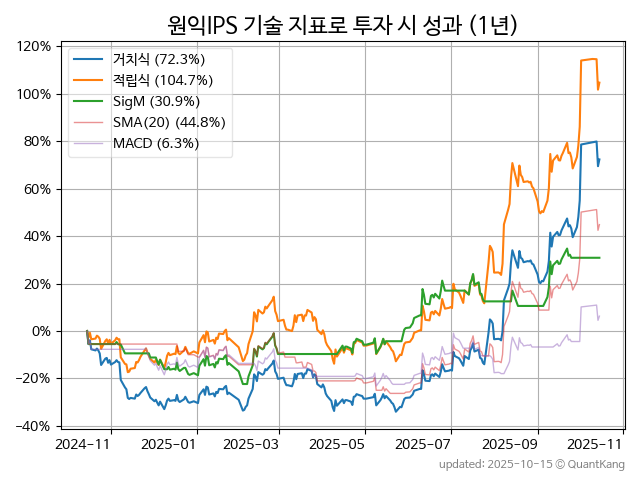 원익IPS 기술 지표로 투자 시 성과 (1년)
거치식 (72.3%)
적립식 (104.7%)
SigM (30.9%)
SMA(20) (44.8%)
MACD (6.3%)
120%
100%
80%
60%
40%
20%
0%
−20%
−40%
2024-11
2025-01
2025-03
2025-05
2025-07
2025-09
2025-11
updated: 2025-10-15 © QuantKang